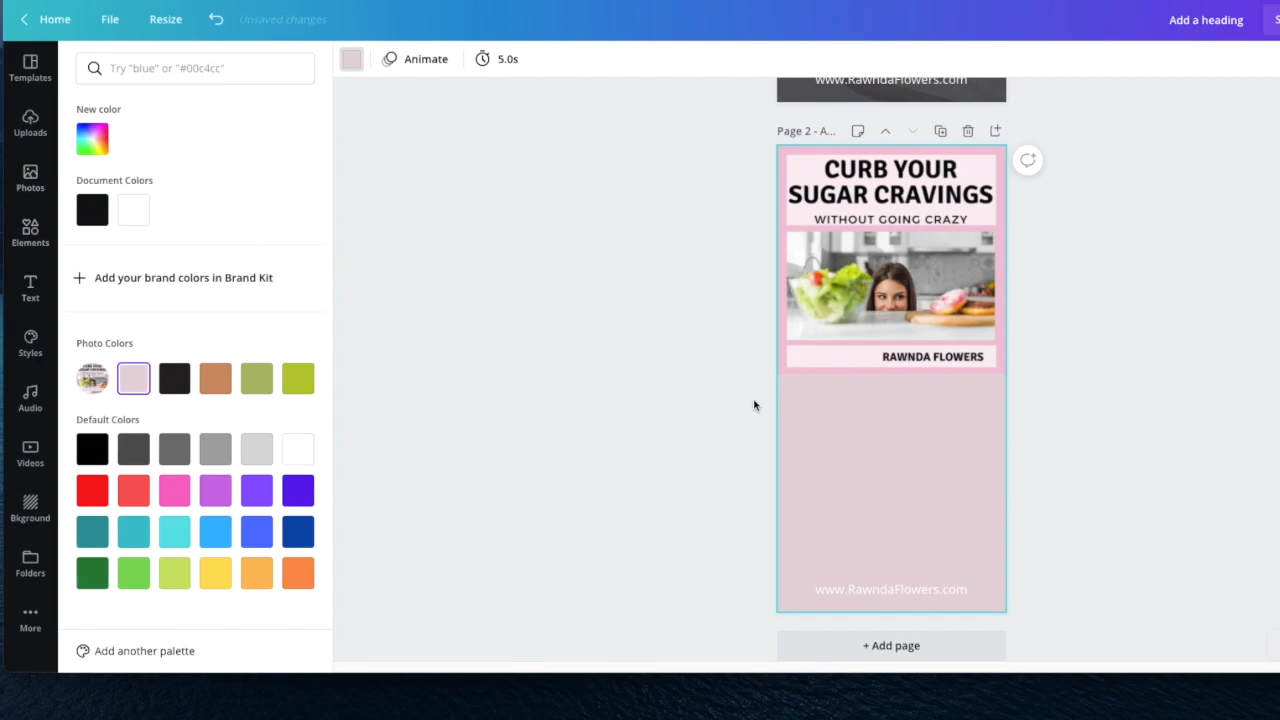 Home
File
Resize
Unsaved changes
Add a heading
Templates
Uploads
Photos
Elements
Text
Styles
Audio
Videos
Bkground
Folders
More
Try "blue" or "#00c4cc"
New color
Document Colors
Add your brand colors in Brand Kit
Photo Colors
Default Colors
Add another palette
Animate
5.0s
www.RawndaFlowers.com
Page 2 - A...
CURB YOUR
SUGAR CRAVINGS
WITHOUT GOING CRAZY
RAWNDA FLOWERS
www.RawndaFlowers.com
+ Add page